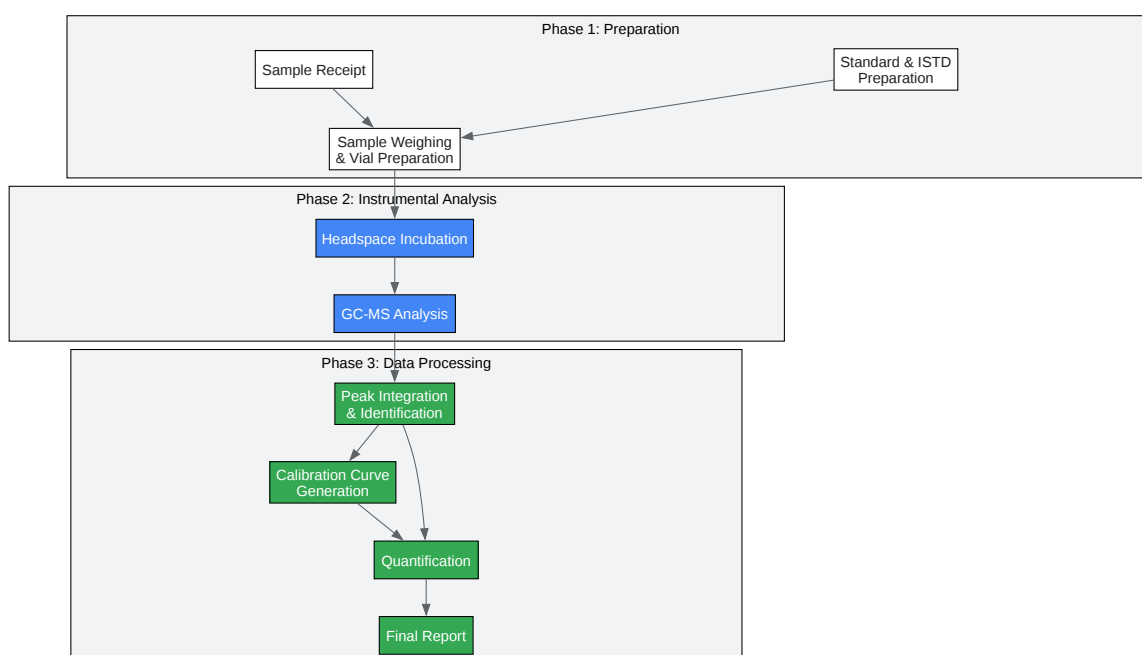 Phase 1: Preparation
Sample Receipt
Standard & ISTD
Preparation
Sample Weighing
& Vial Preparation
Phase 2: Instrumental Analysis
Headspace Incubation
GC-MS Analysis
Phase 3: Data Processing
Peak Integration
& Identification
Calibration Curve
Generation
Quantification
Final Report